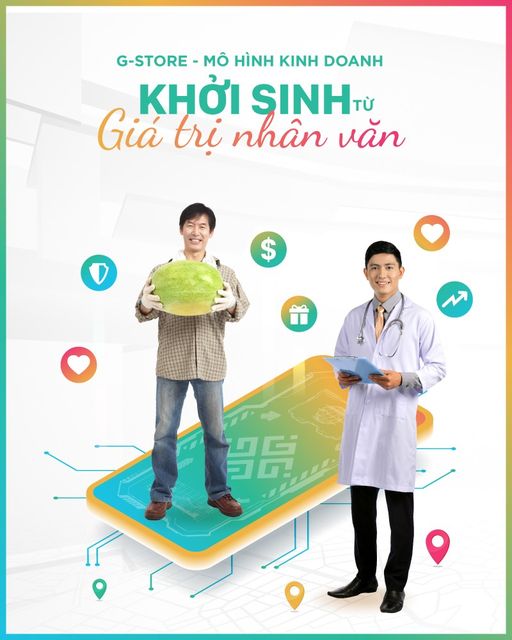 G-STORE - MÔ HÌNH KINH DOANH
KHỞI SINH TỪ
Giá trị nhân văn
$